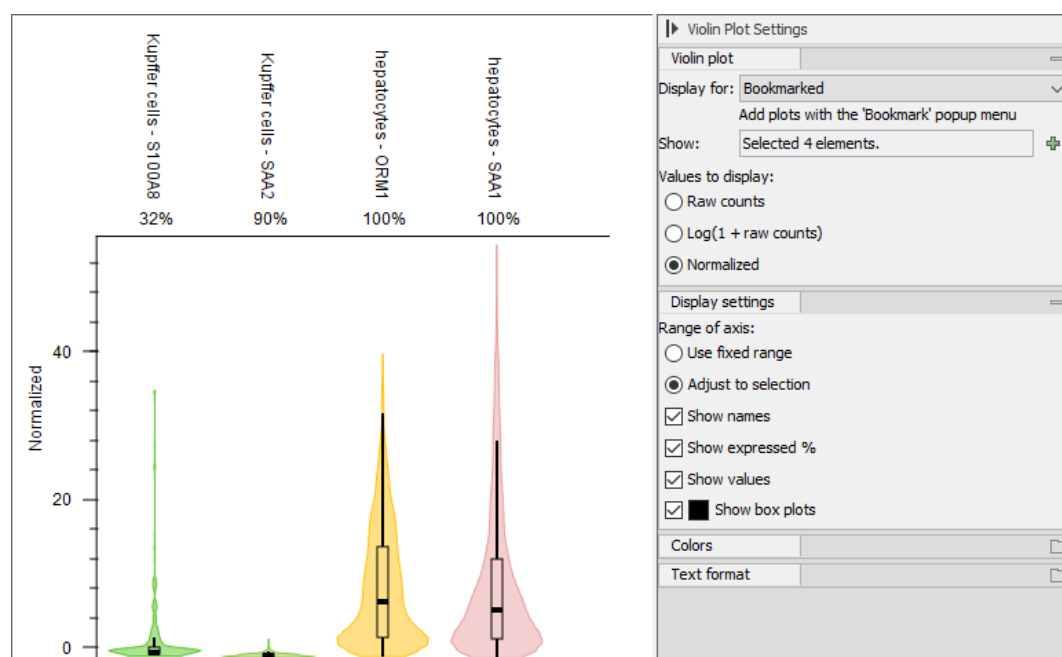 Kupffer cells - S100A8
Kupffer cells - SAA2
hepatocytes - ORM1
hepatocytes - SAA1
32%
90%
100%
100%
Normalized
40
20
0
Violin Plot Settings
Violin plot
Display for: Bookmarked
Add plots with the 'Bookmark' popup menu
Show: Selected 4 elements.
Values to display:
Raw counts
Log(1 + raw counts)
Normalized
Display settings
Range of axis:
Use fixed range
Adjust to selection
Show names
Show expressed %
Show values
Show box plots
Colors
Text format